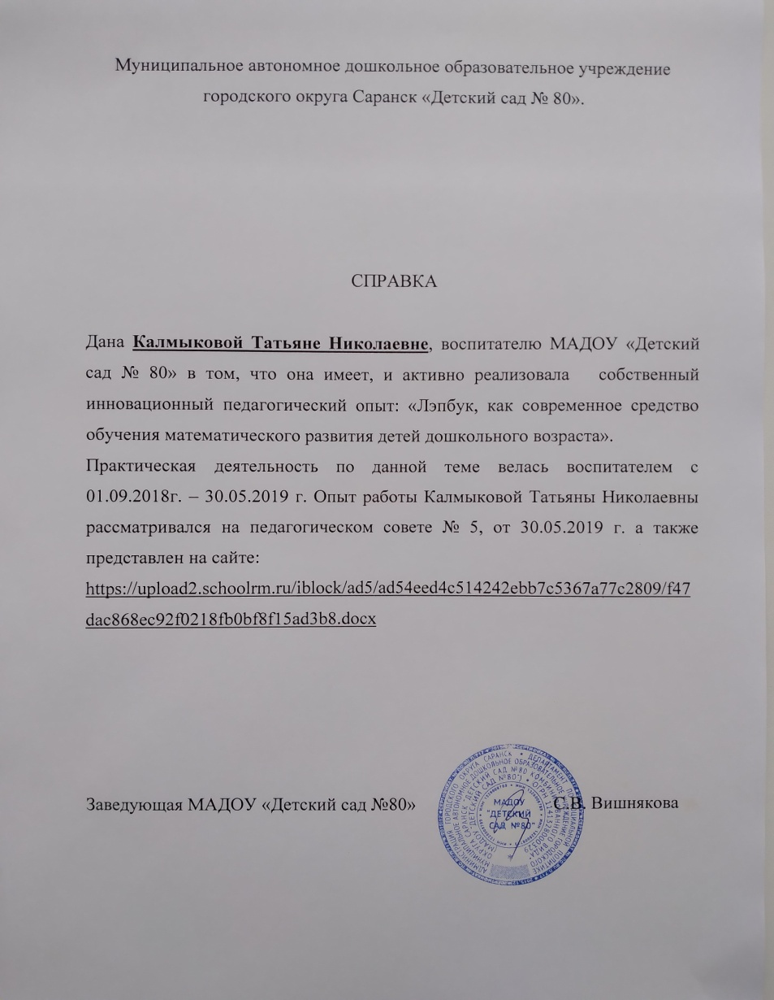 Муниципальное автономное дошкольное образовательное учреждение
городского округа Саранск «Детский сад № 80».
СПРАВКА
Дана Калмыковой Татьяне Николаевне, воспитателю МАДОУ «Детский
сад № 80» в том, что она имеет, и активно реализовала собственный
инновационный педагогический опыт: «Лэпбук, как современное средство
обучения математического развития детей дошкольного возраста».
Практическая деятельность по данной теме велась воспитателем с
01.09.2018г. – 30.05.2019 г. Опыт работы Калмыковой Татьяны Николаевны
рассматривался на педагогическом совете № 5, от 30.05.2019 г. а также
представлен на сайте:
https://upload2.schoolrm.ru/iblock/ad5/ad54eed4c514242ebb7c5367a77c2809/f47
dac868ec92f0218fb0bf8f15ad3b8.docx
Заведующая МАДОУ «Детский сад №80»
С.В. Вишнякова
МАДОУ
"ДЕТСКИЙ
САД №80"